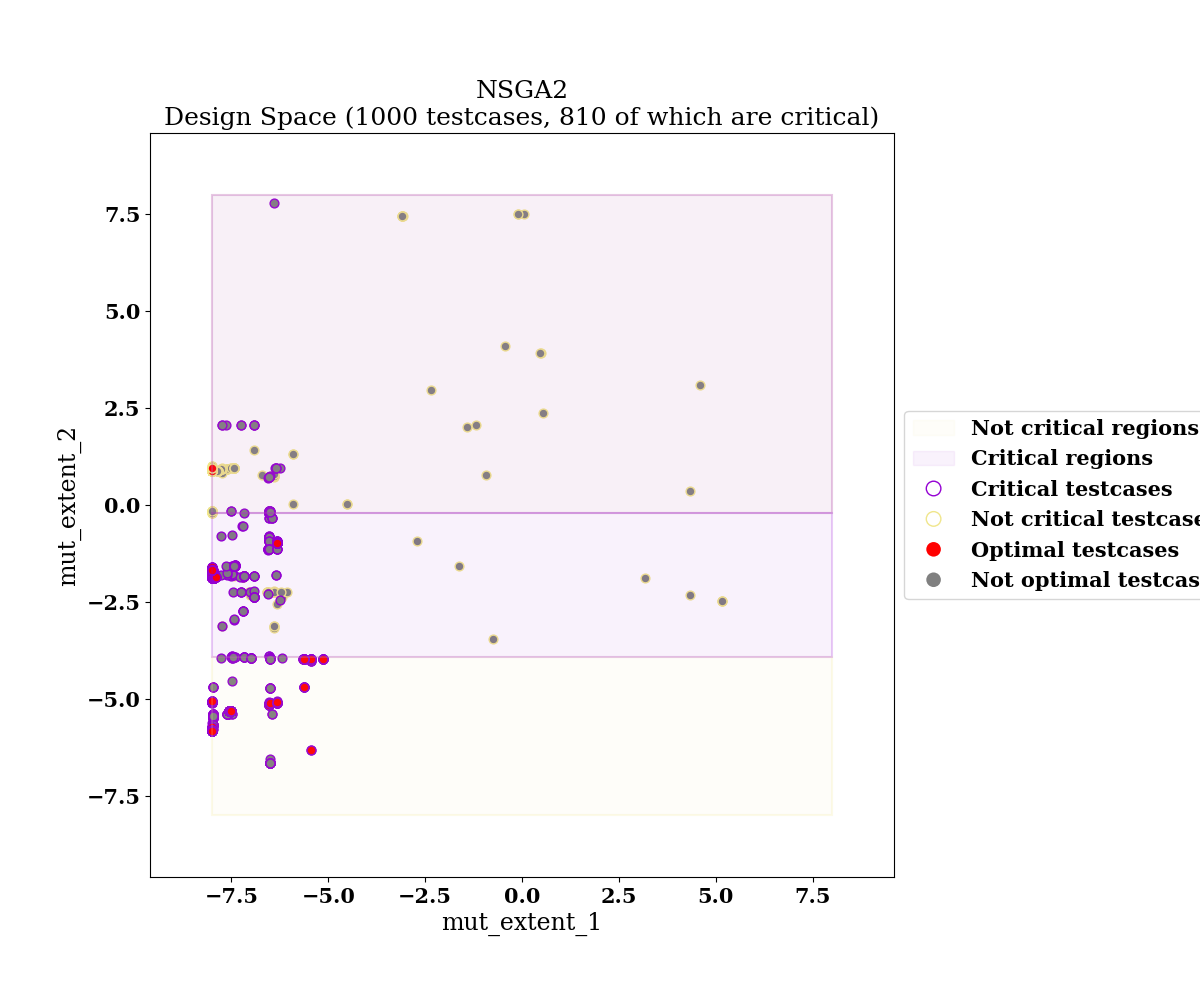 NSGA2
Design Space (1000 testcases, 810 of which are critical)
7.5
5.0
2.5
0.0
−2.5
−5.0
−7.5
mut_extent_2
−7.5 −5.0 −2.5 0.0 2.5 5.0 7.5
mut_extent_1
Not critical regions
Critical regions
Critical testcases
Not critical testcase
Optimal testcases
Not optimal testcas